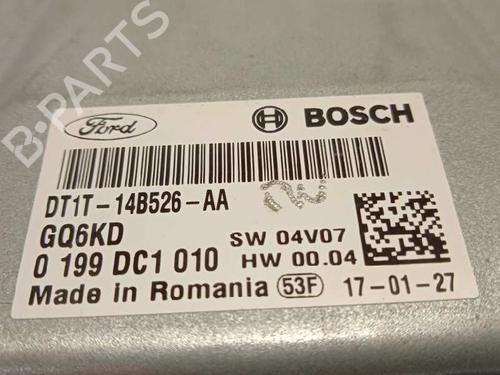 B-PARTS
Ford
BOSCH
DT1T-14B526-AA
GQ6KD
SW 04V07
0 199 DC1 010
HW 00.04
Made in Romania
53F
17-01-27